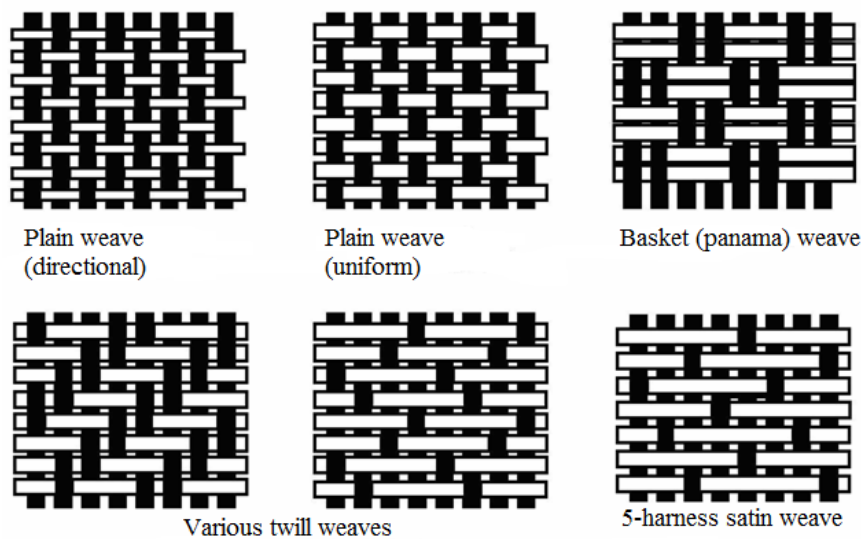 Plain weave
(directional)
Plain weave
(uniform)
Basket (panama) weave
Various twill weaves
5-harness satin weave